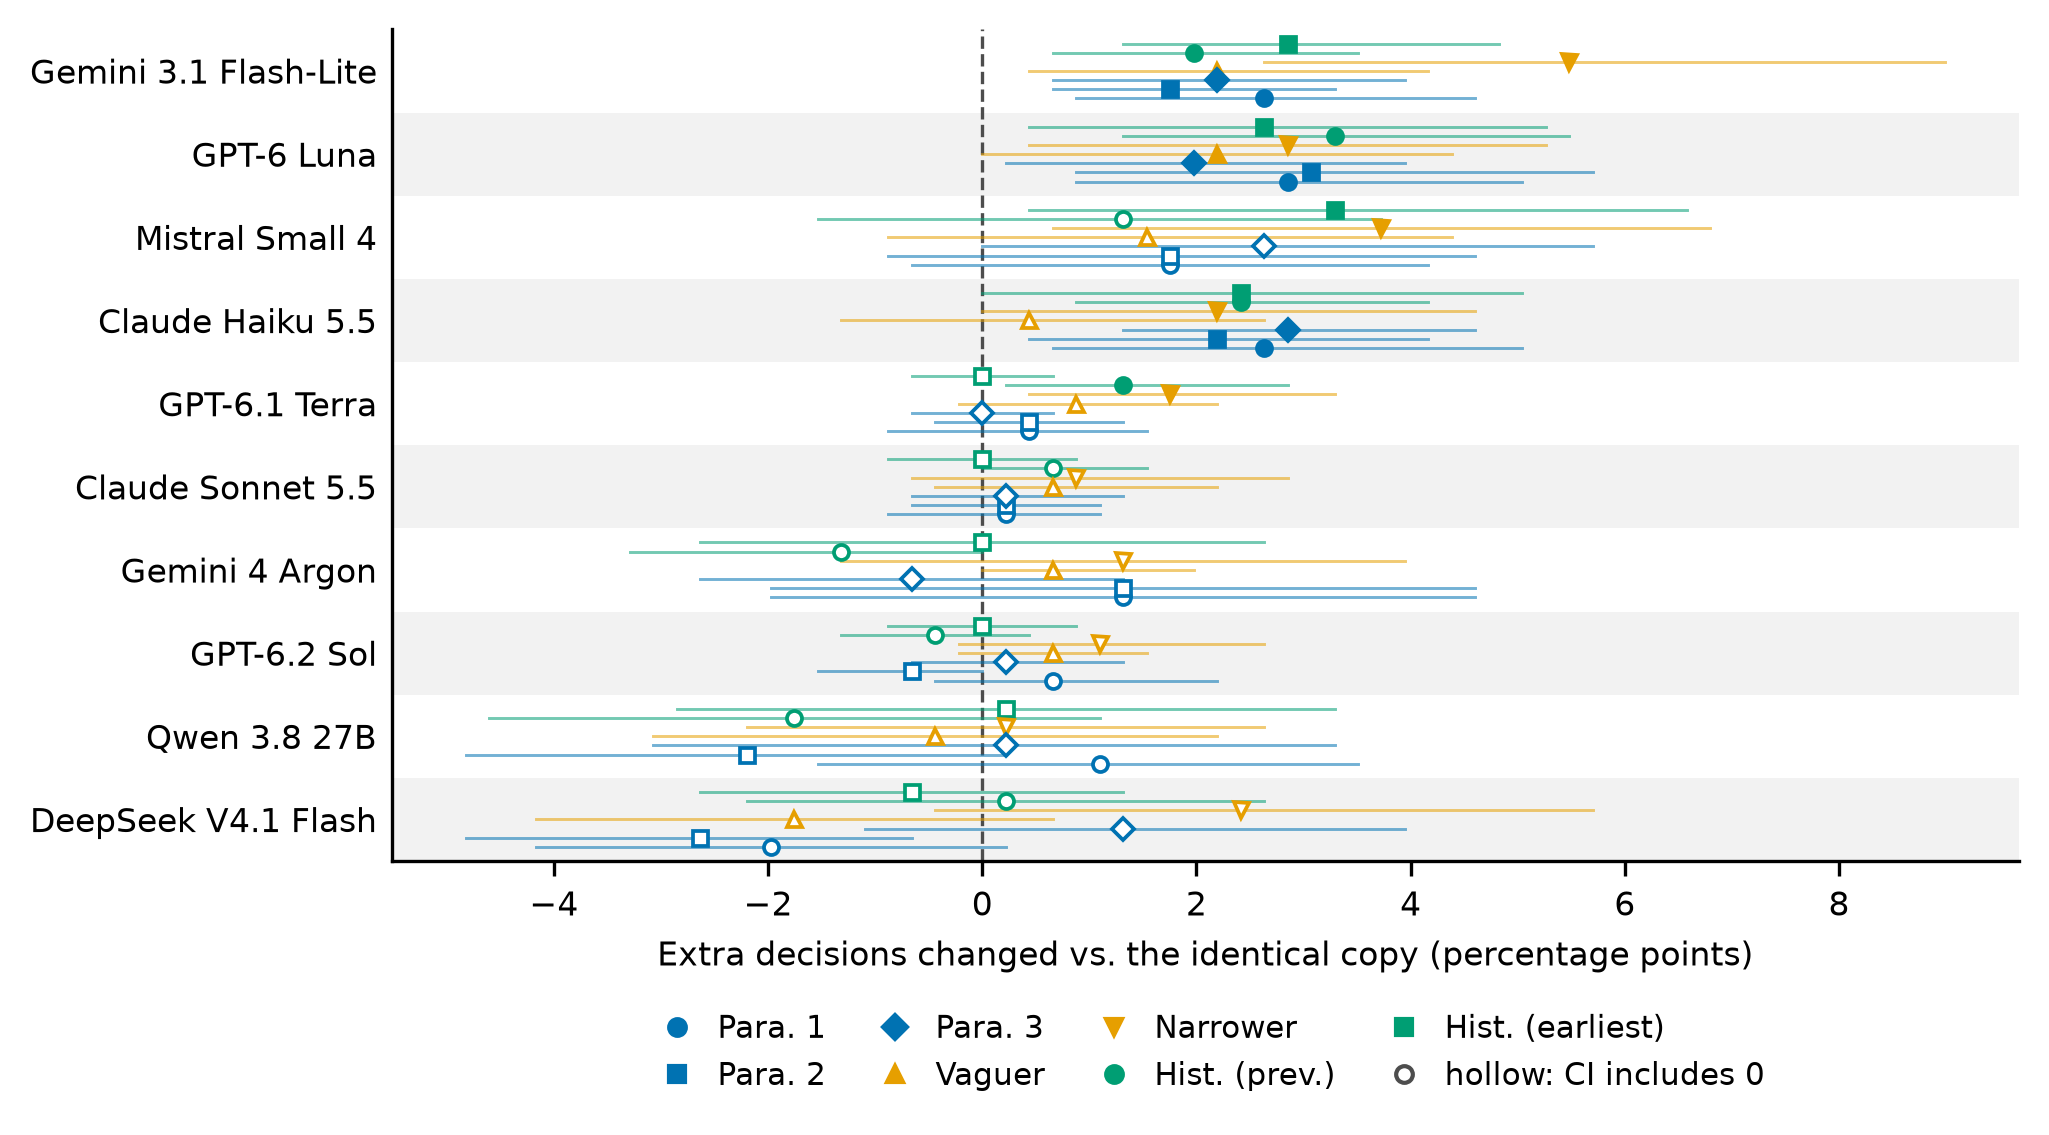 Gemini 3.1 Flash-Lite
GPT-6 Luna
Mistral Small 4
Claude Haiku 5.5
GPT-6.1 Terra
Claude Sonnet 5.5
Gemini 4 Argon
GPT-6.2 Sol
Qwen 3.8 27B
DeepSeek V4.1 Flash
−4 −2 0 2 4 6 8
Extra decisions changed vs. the identical copy (percentage points)
Para. 1 Para. 3 Narrower Hist. (earliest)
Para. 2 Vaguer Hist. (prev.) hollow: CI includes 0